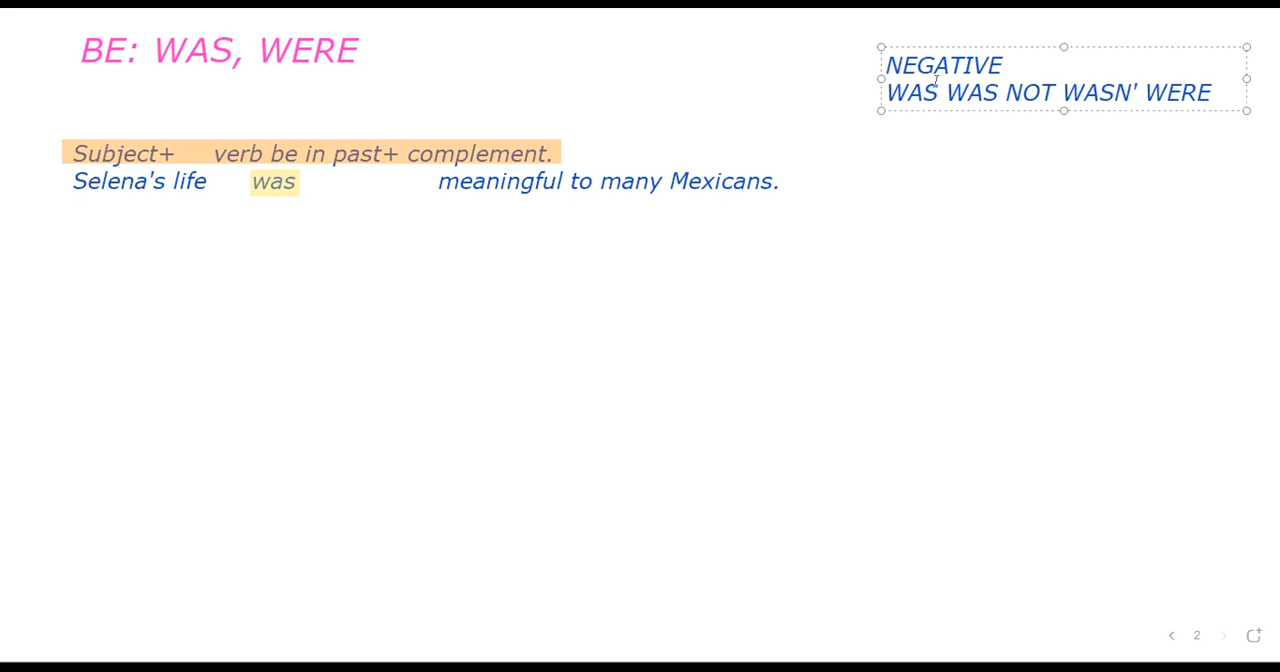 BE: WAS, WERE
NEGATIVE
WAS WAS NOT WASN' WERE
Subject+ verb be in past+ complement.
Selena's life was meaningful to many Mexicans.
2